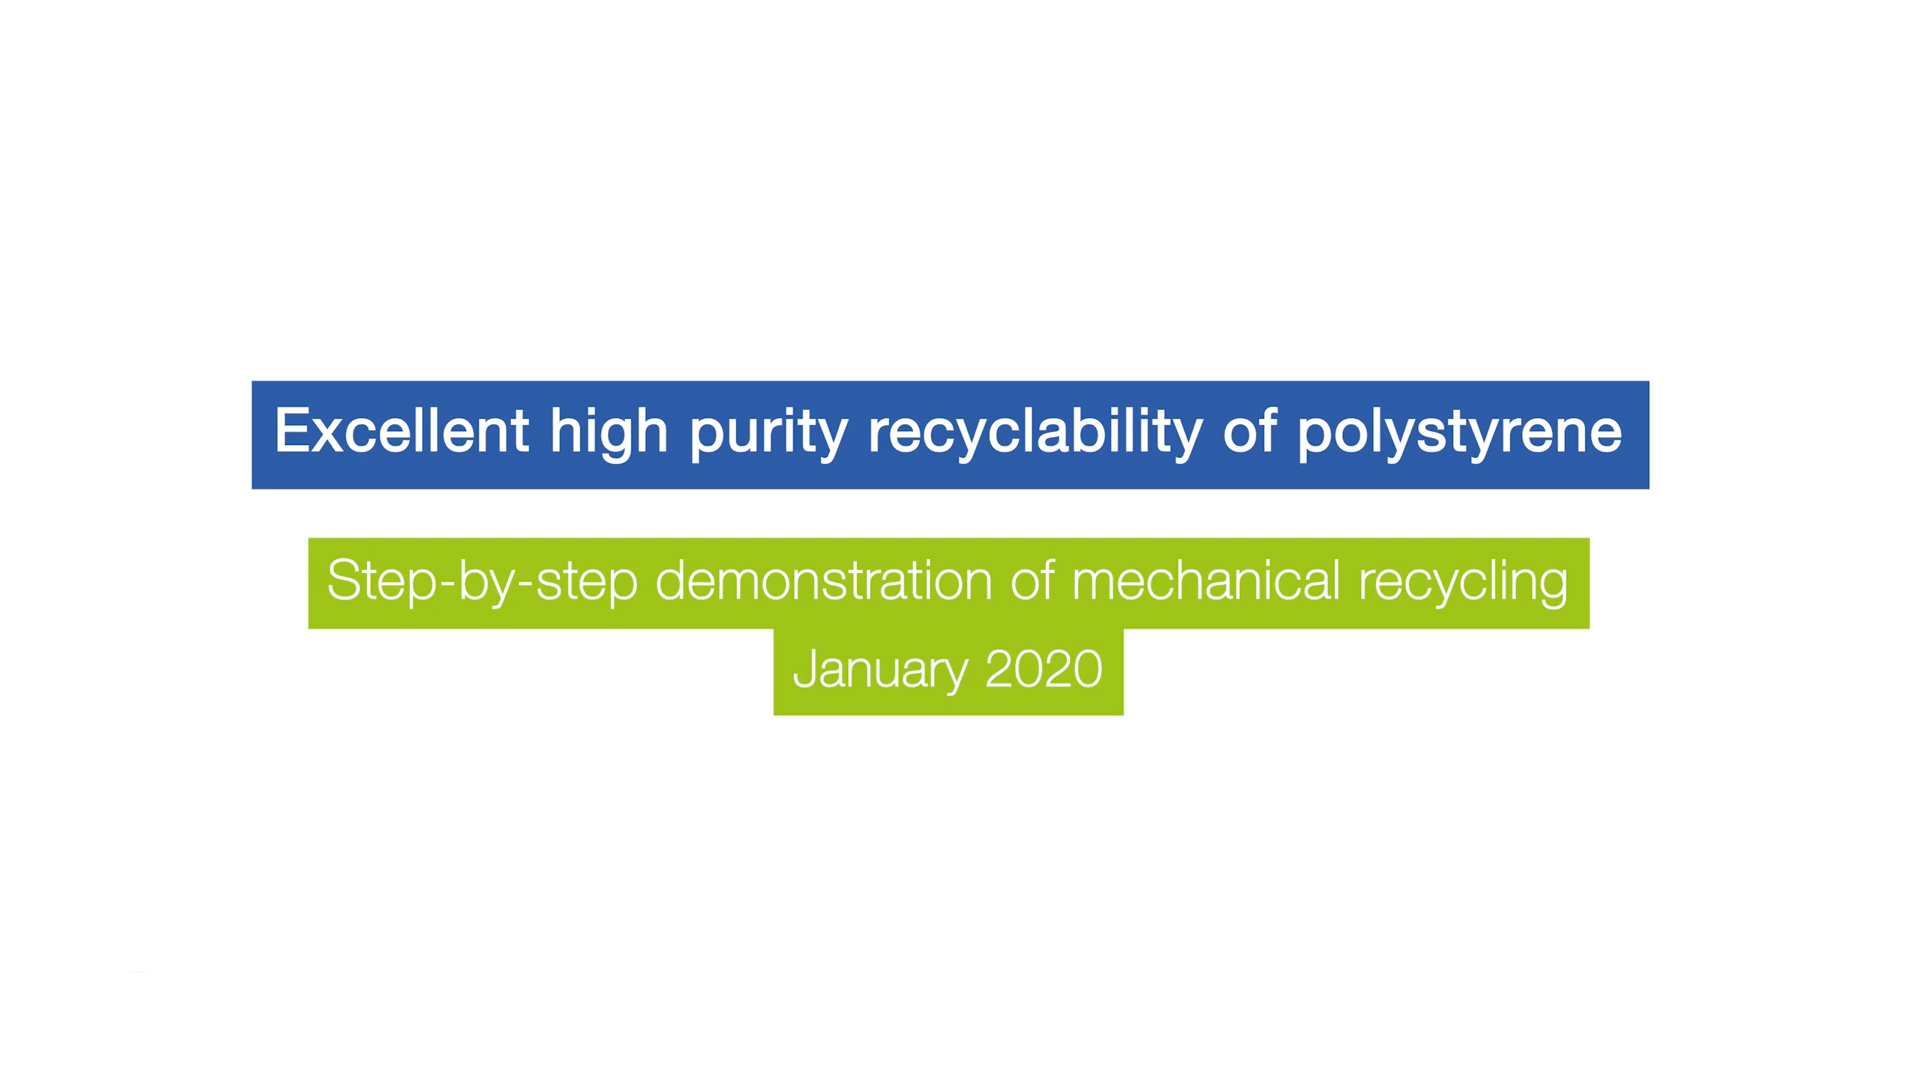 Excellent high purity recyclability of polystyrene
Step-by-step demonstration of mechanical recycling
January 2020